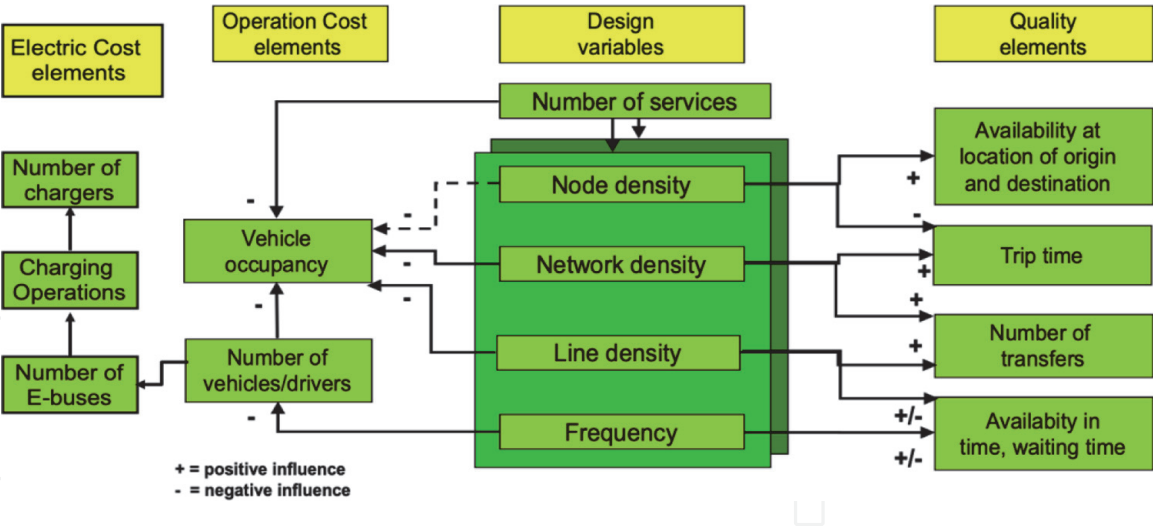 Electric Cost
elements
Operation Cost
elements
Design
variables
Quality
elements
Number of services
Number of
chargers
Charging
Operations
Number of
E-buses
Vehicle
occupancy
Number of
vehicles/drivers
Node density
Network density
Line density
Frequency
Availability at
location of origin
and destination
Trip time
Number of
transfers
Availabity in
time, waiting time
-
-
-
-
-
-
+
-
+
+
+
+/-
+/-
+ = positive influence
- = negative influence